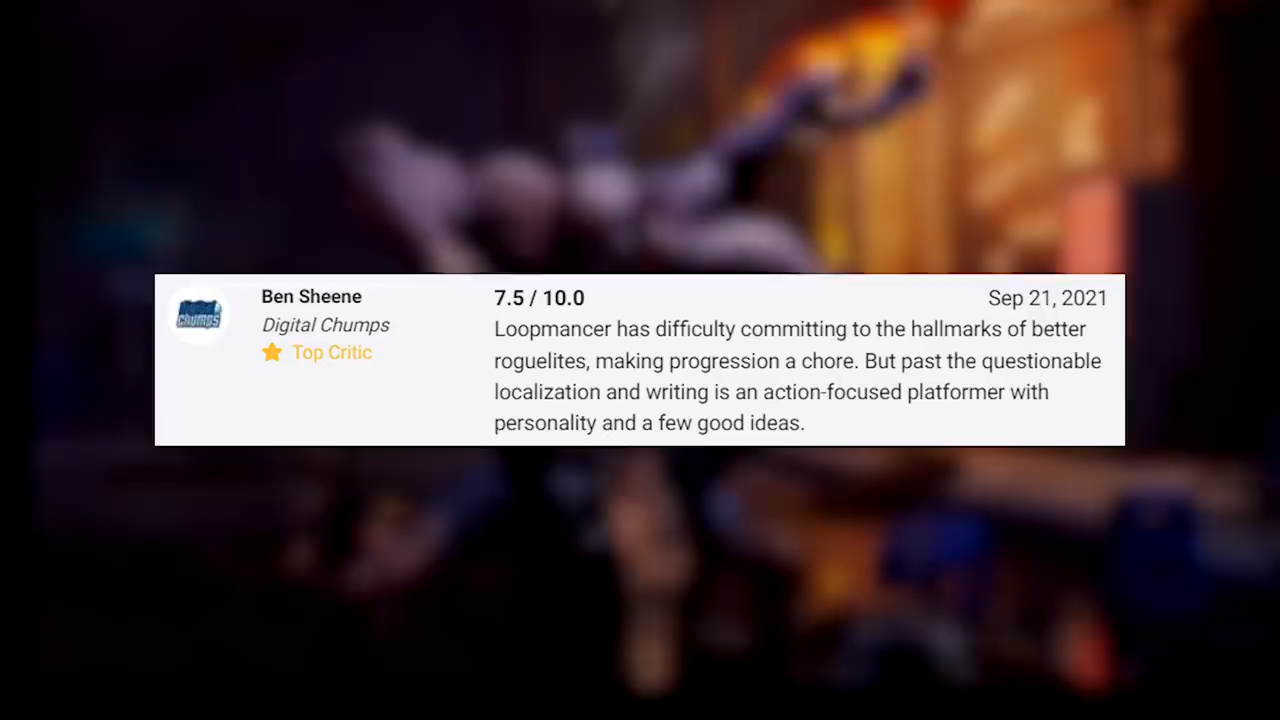 Ben Sheene
Digital Chumps
Top Critic
7.5 / 10.0
Sep 21, 2021
Loopmancer has difficulty committing to the hallmarks of better
roguelites, making progression a chore. But past the questionable
localization and writing is an action-focused platformer with
personality and a few good ideas.
Digital
chumps